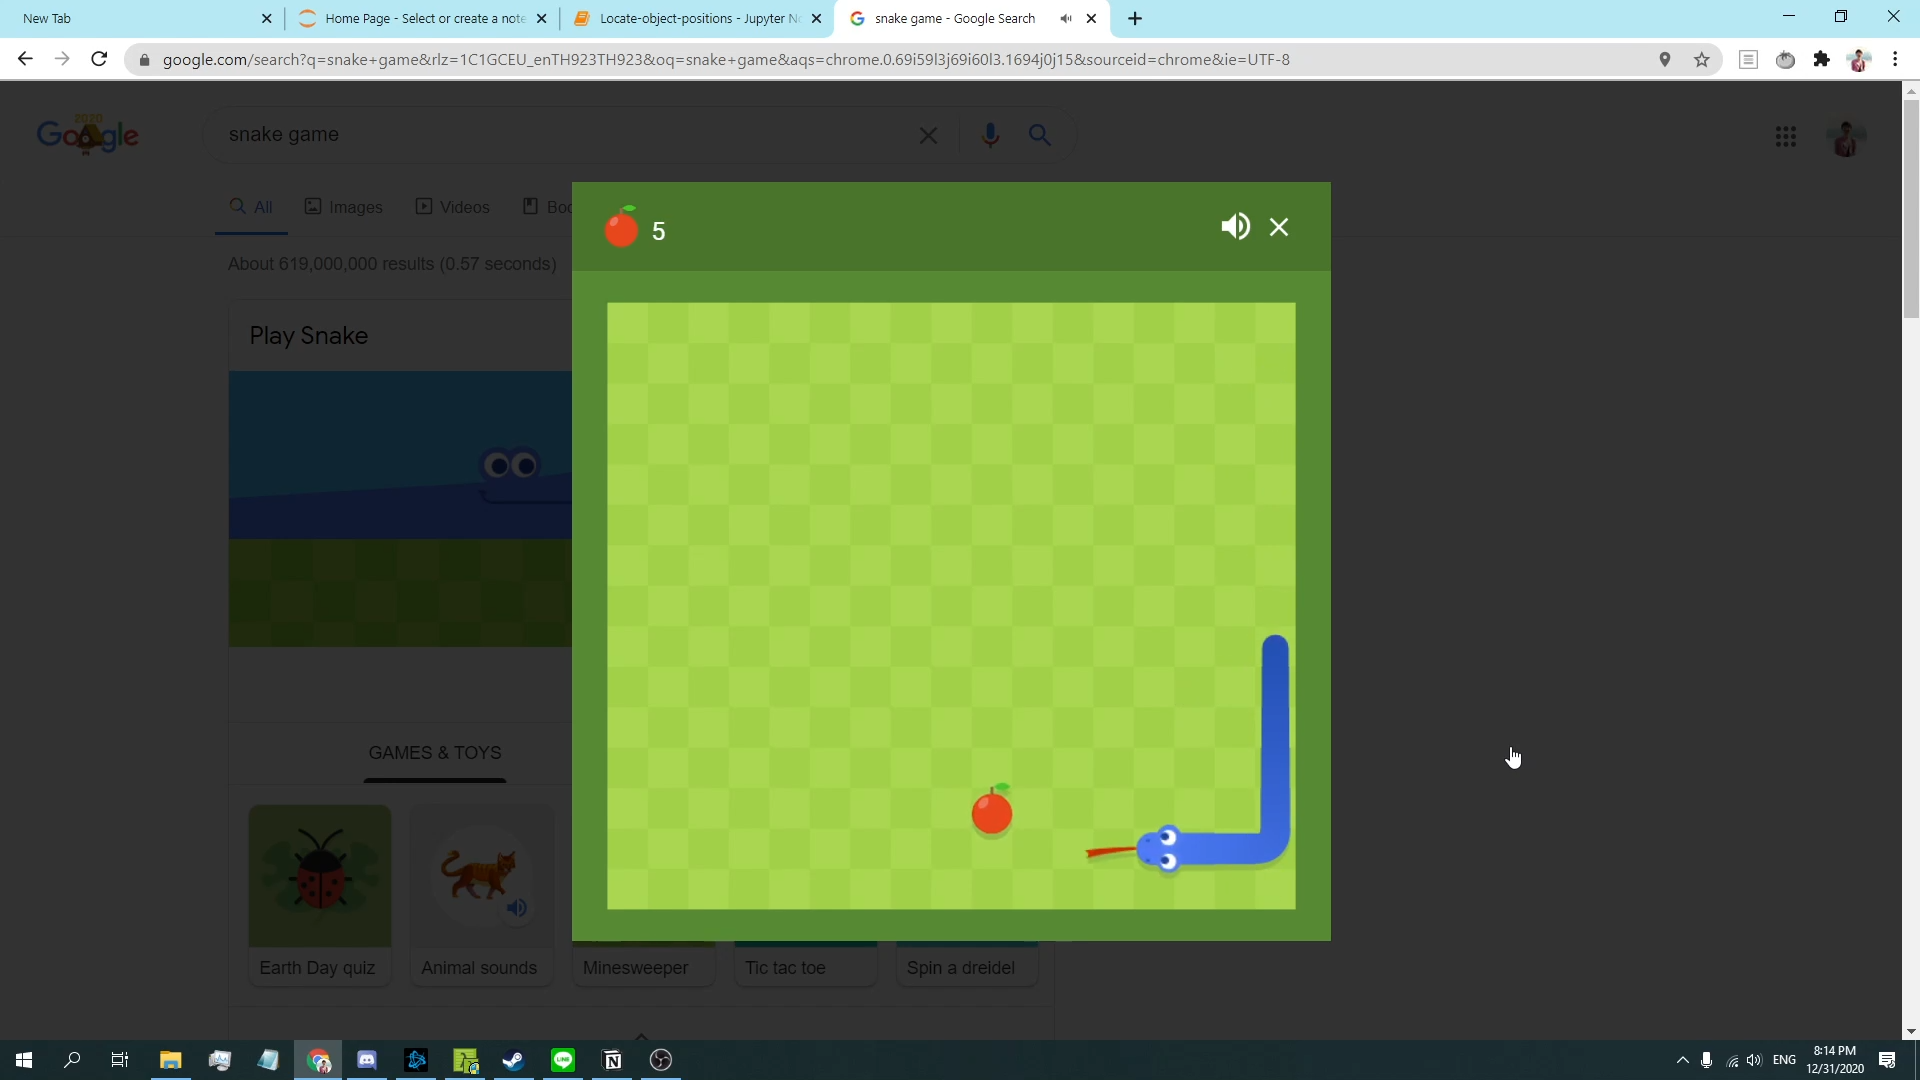 New Tab
Home Page - Select or create a note
Locate-object-positions - Jupyter No
snake game - Google Search
google.com/search?q=snake+game&rlz=1C1GCEU_enTH923TH923&oq=snake+game&aqs=chrome.0.69i59l3j69i60l3.1694j0j15&sourceid=chrome&ie=UTF-8
2020
Google
snake game
All
Images
Videos
Boo
5
About 619,000,000 results (0.57 seconds)
Play Snake
GAMES & TOYS
Earth Day quiz
Animal sounds
Minesweeper
Tic tac toe
Spin a dreidel
LINE
N
ENG
8:14 PM
12/31/2020